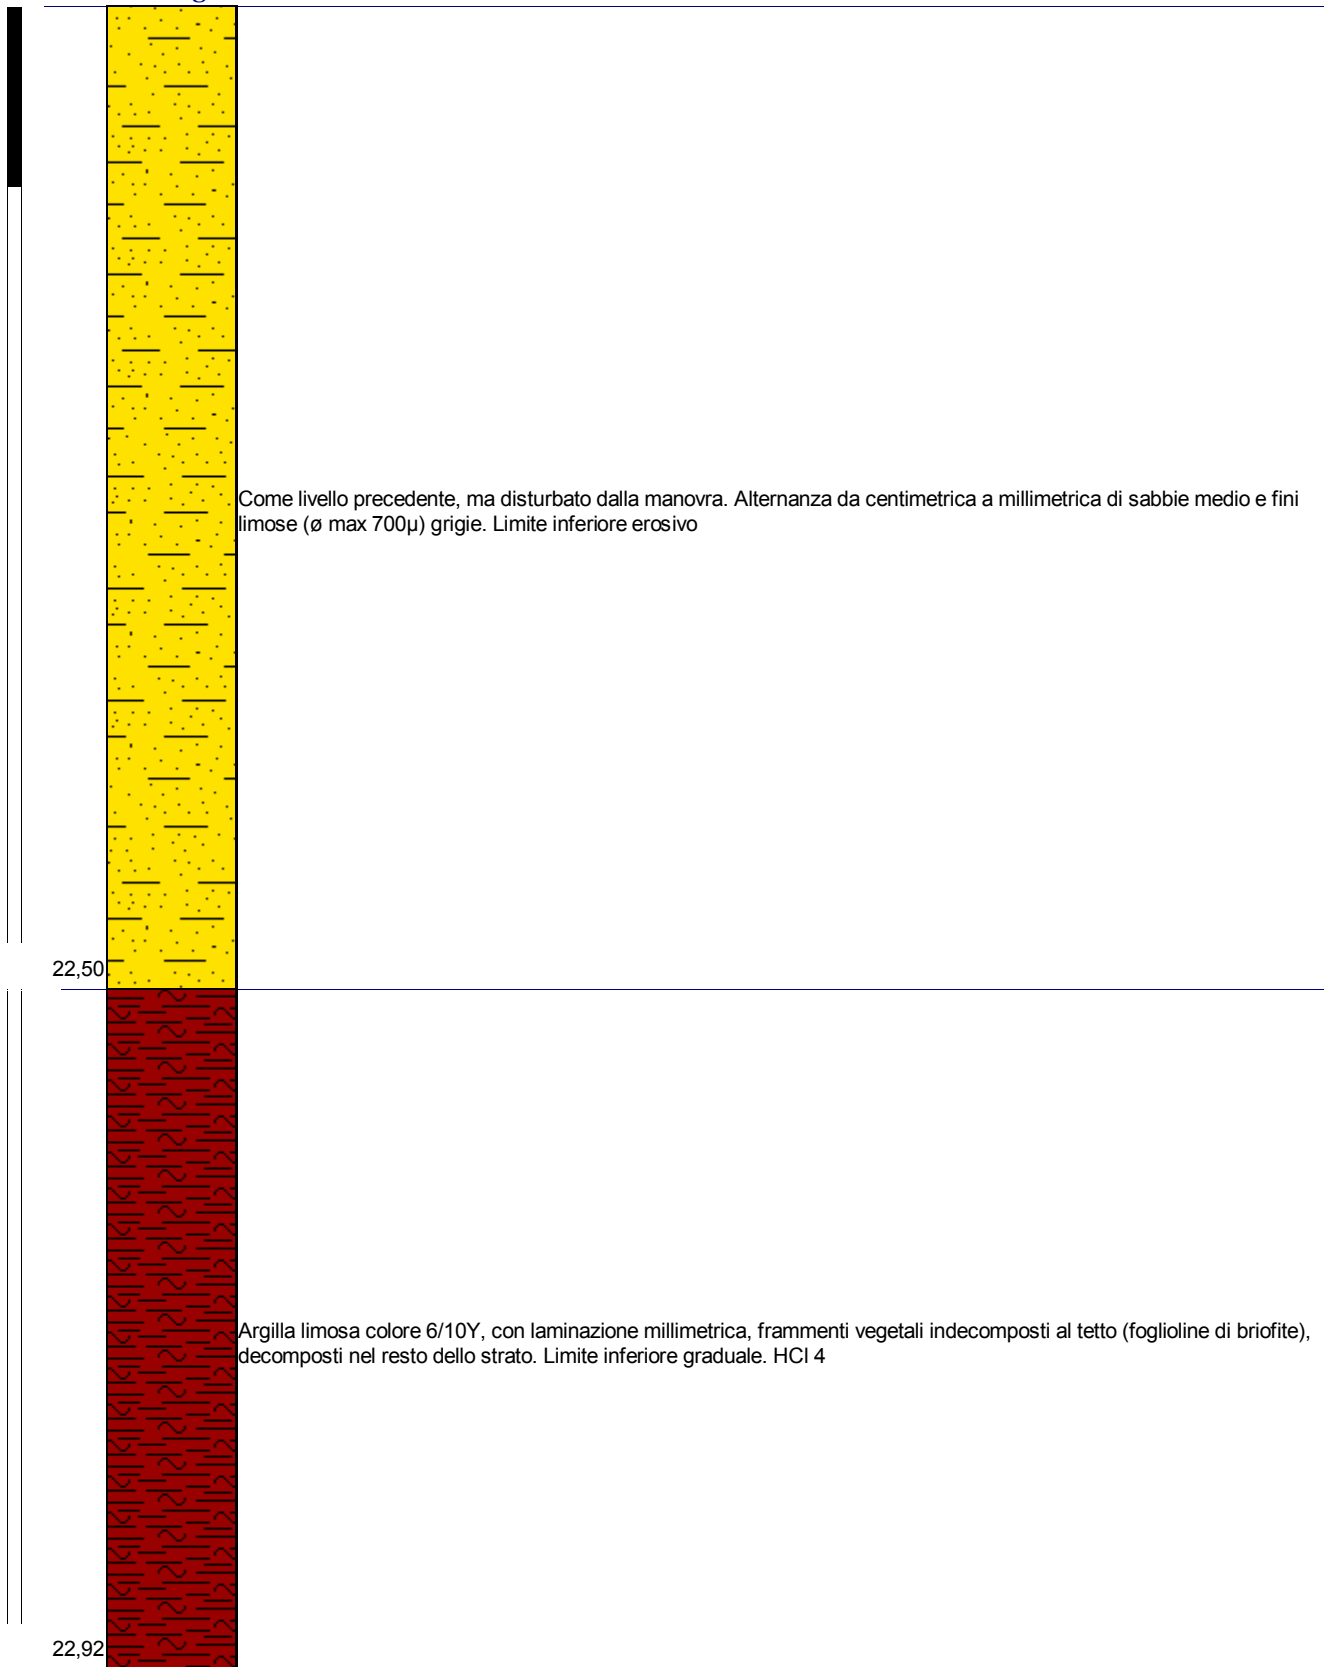 Come livello precedente, ma disturbato dalla manovra. Alternanza da centimetrica a millimetrica di sabbie medio e fini
limose (ø max 700µ) grigie. Limite inferiore erosivo
22,50
Argilla limosa colore 6/10Y, con laminazione millimetrica, frammenti vegetali indecomposti al tetto (foglioline di briofite),
decomposti nel resto dello strato. Limite inferiore graduale. HCl 4
22,92